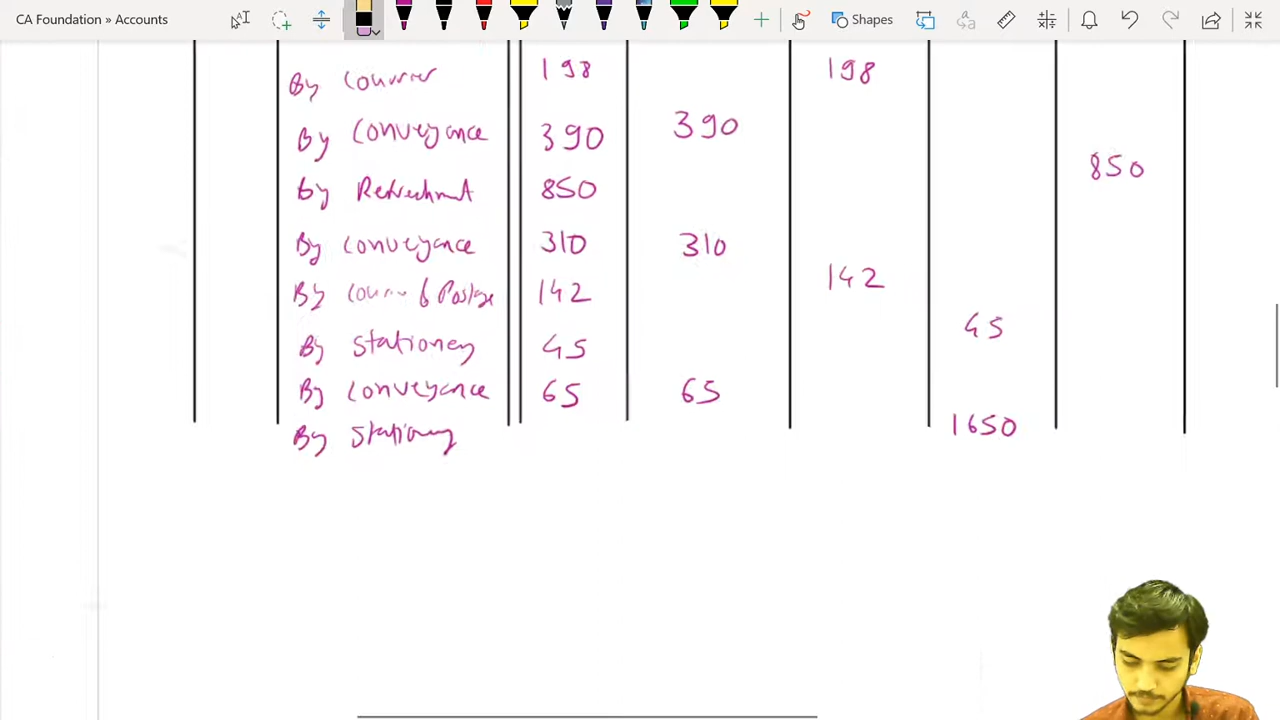 CA Foundation » Accounts
Shapes
By Courier 198 198
By Conveyance 390 390
By Refreshment 850 850
By Conveyance 310 310
By Courier & Postage 142 142
By Stationery 45 45
By Conveyance 65 65
By Stationery 1650